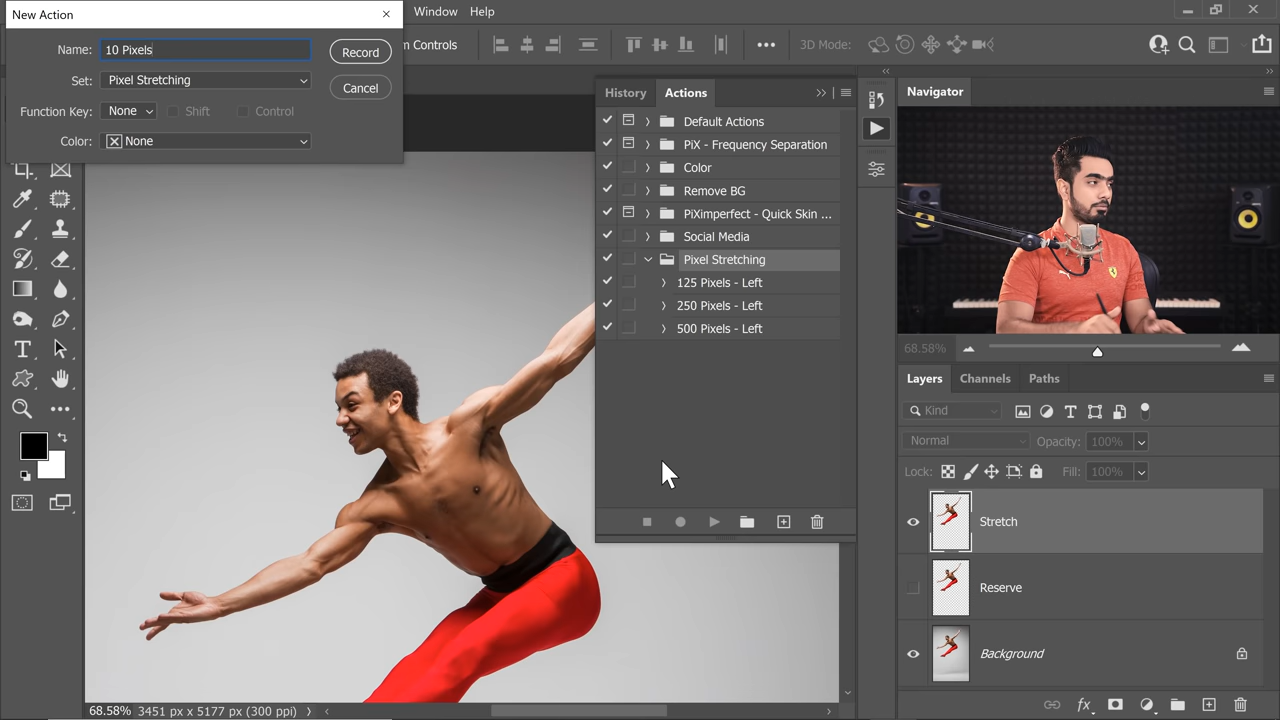 New Action
Window Help
Name: 10 Pixels
Record
Set: Pixel Stretching
Cancel
Function Key: None Shift Control
Color: None
Controls
3D Mode:
History Actions
Default Actions
PiX - Frequency Separation
Color
Remove BG
PiXimperfect - Quick Skin ...
Social Media
Pixel Stretching
125 Pixels - Left
250 Pixels - Left
500 Pixels - Left
Navigator
68.58%
Layers Channels Paths
Kind
Normal Opacity: 100%
Lock: Fill: 100%
Stretch
Reserve
Background
68.58% 3451 px x 5177 px (300 ppi)